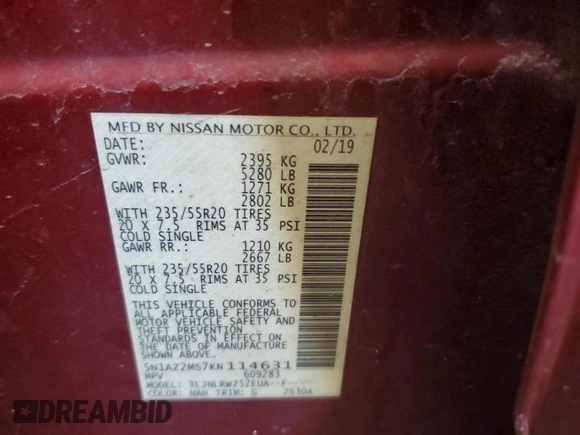 MFD BY NISSAN MOTOR CO., LTD.
DATE: 02/19
GVWR: 2395 KG
5280 LB
GAWR FR.: 1271 KG
2802 LB
WITH 235/55R20 TIRES
20 X 7.5 RIMS AT 35 PSI
COLD SINGLE
GAWR RR.: 1210 KG
2667 LB
WITH 235/55R20 TIRES
20 X 7.5 RIMS AT 35 PSI
COLD SINGLE
THIS VEHICLE CONFORMS TO
ALL APPLICABLE FEDERAL
MOTOR VEHICLE SAFETY AND
THEFT PREVENTION
STANDARDS IN EFFECT ON
THE DATE OF MANUFACTURE
SHOWN ABOVE.
5N1AZ2MS7KN114631
MPV 609283
MODEL: TLJNLRWZ52EUA--F----
COLOR: NAH TRIM: G 2S30A
DREAMBID